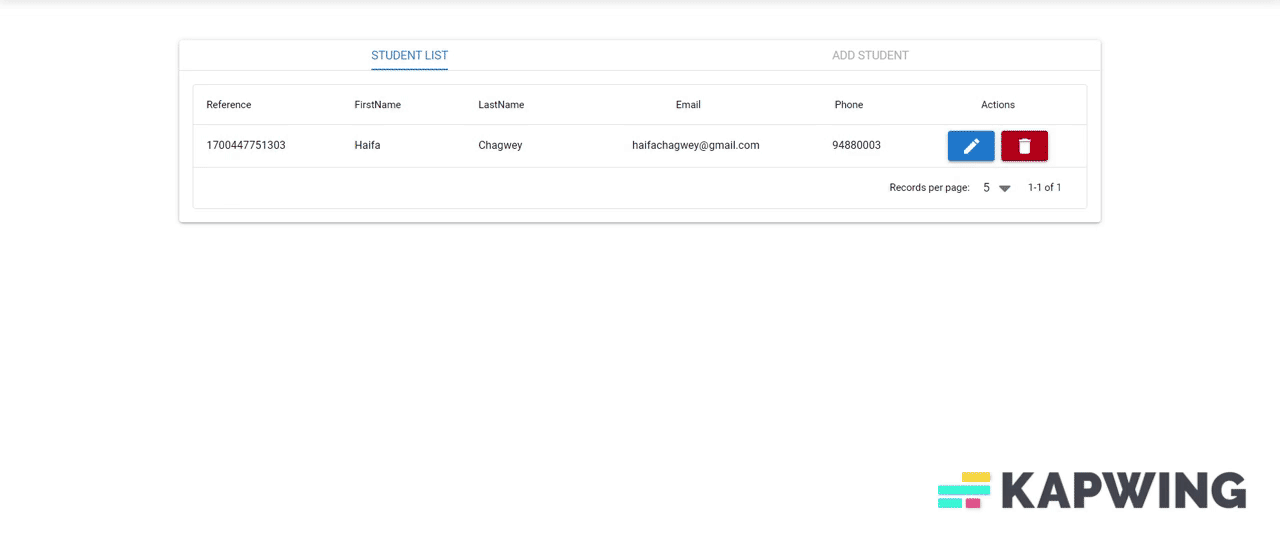 STUDENT LIST ADD STUDENT
Reference FirstName LastName Email Phone Actions
1700447751303 Haifa Chagwey haifachagwey@gmail.com 94880003
Records per page: 5 1-1 of 1
KAPWING